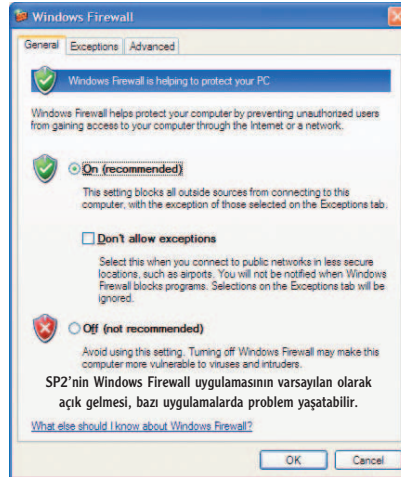 Windows Firewall
General Exceptions Advanced
Windows Firewall is helping to protect your PC
Windows Firewall helps protect your computer by preventing unauthorized users
from gaining access to your computer through the Internet or a network.
On (recommended)
This setting blocks all outside sources from connecting to this
computer, with the exception of those selected on the Exceptions tab.
Don't allow exceptions
Select this when you connect to public networks in less secure
locations, such as airports. You will not be notified when Windows
Firewall blocks programs. Selections on the Exceptions tab will be
ignored.
Off (not recommended)
Avoid using this setting. Turning off Windows Firewall may make this
computer more vulnerable to viruses and intruders.
SP2'nin Windows Firewall uygulamasının varsayılan olarak
açık gelmesi, bazı uygulamalarda problem yaşatabilir.
What else should I know about Windows Firewall?
OK Cancel